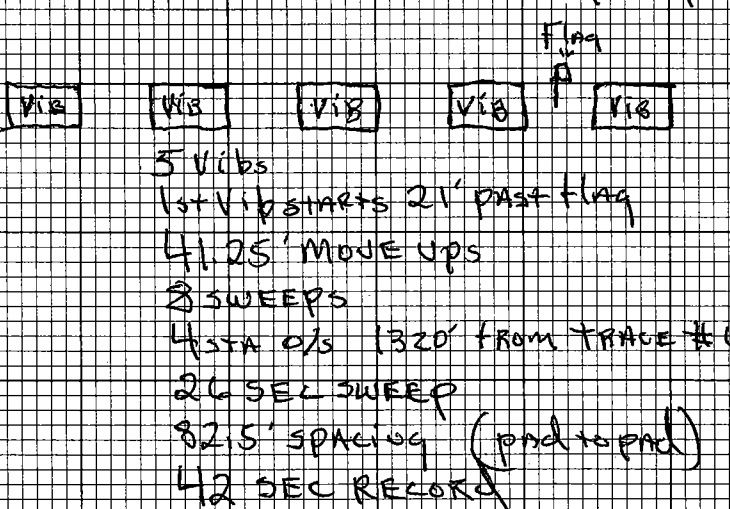 Flag
Vib Vib Vib Vib Vib
5 Vibs
1st Vib starts 21' past flag
41.25' MOVE UPS
8 SWEEPS
4 STA O/S 1320' from TRACE #
26 SEC SWEEP
82.5' SPACING (pad to pad)
42 SEC RECORD